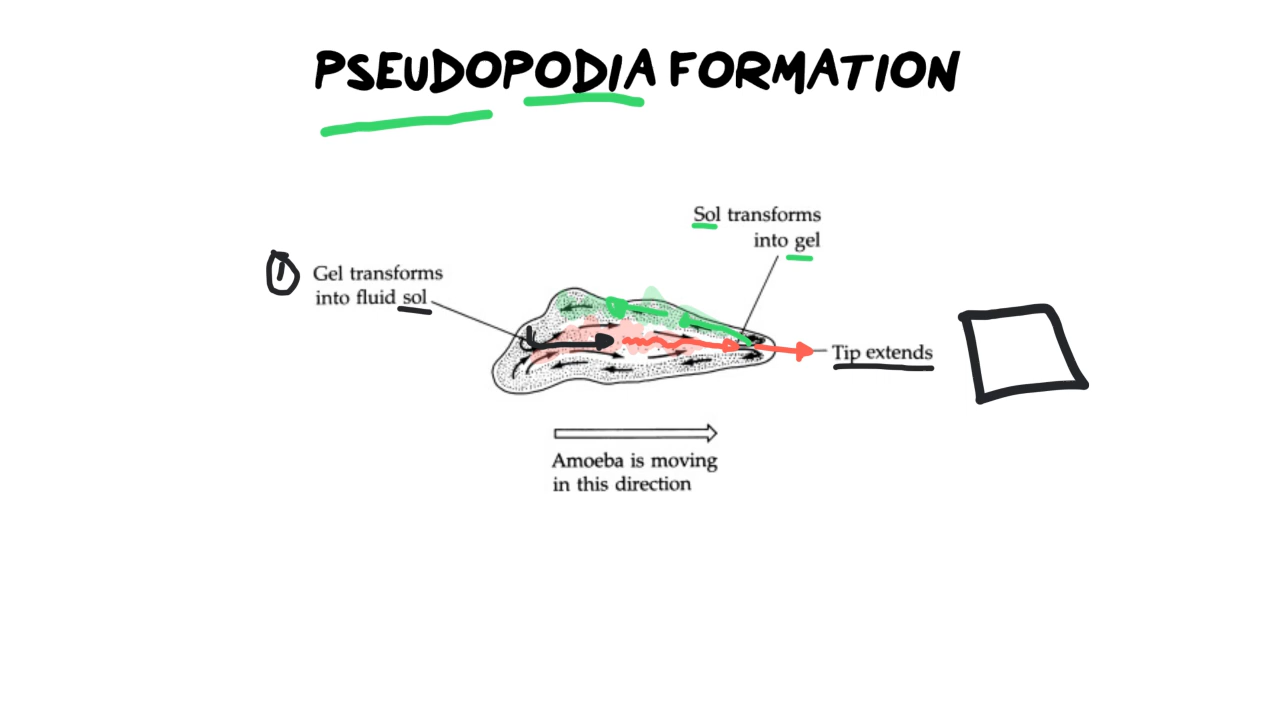 PSEUDOPODIA FORMATION
Sol transforms
into gel
1 Gel transforms
into fluid sol
Tip extends
Amoeba is moving
in this direction